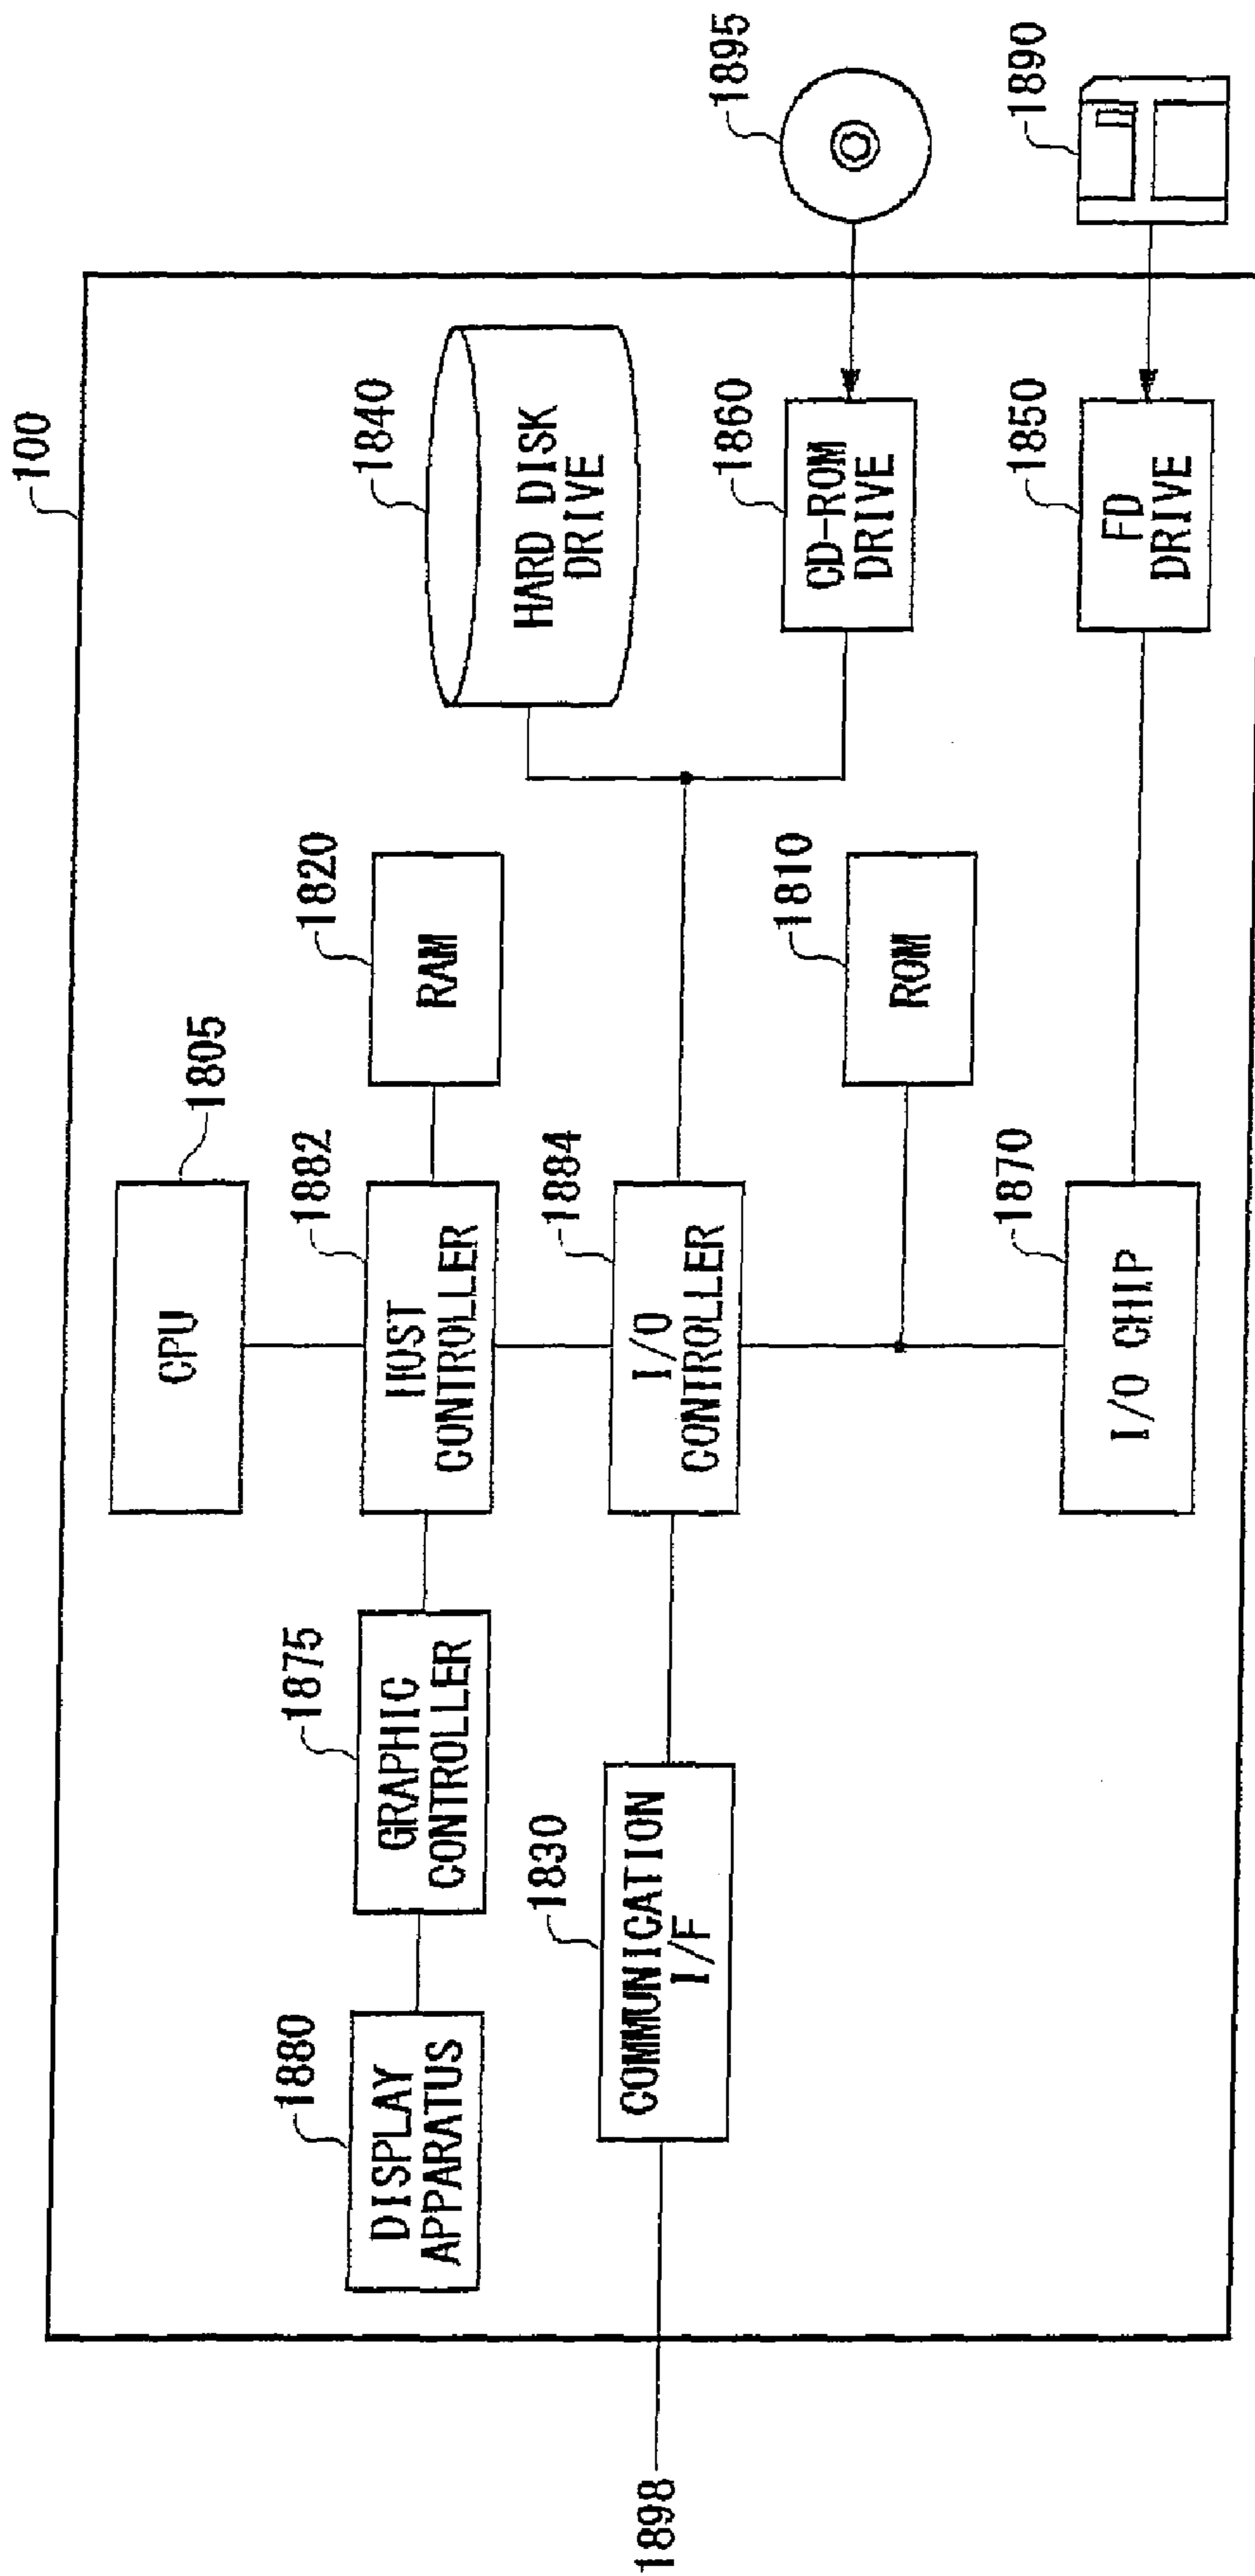 100
CPU
1805
1880
DISPLAY
APPARATUS
1875
GRAPHIC
CONTROLLER
1882
HOST
CONTROLLER
1820
RAM
1840
HARD DISK
DRIVE
1898
1830
COMMUNICATION
I/F
1884
I/O
CONTROLLER
1810
ROM
1860
CD-ROM
DRIVE
1895
1870
I/O CHIP
1850
FD
DRIVE
1890